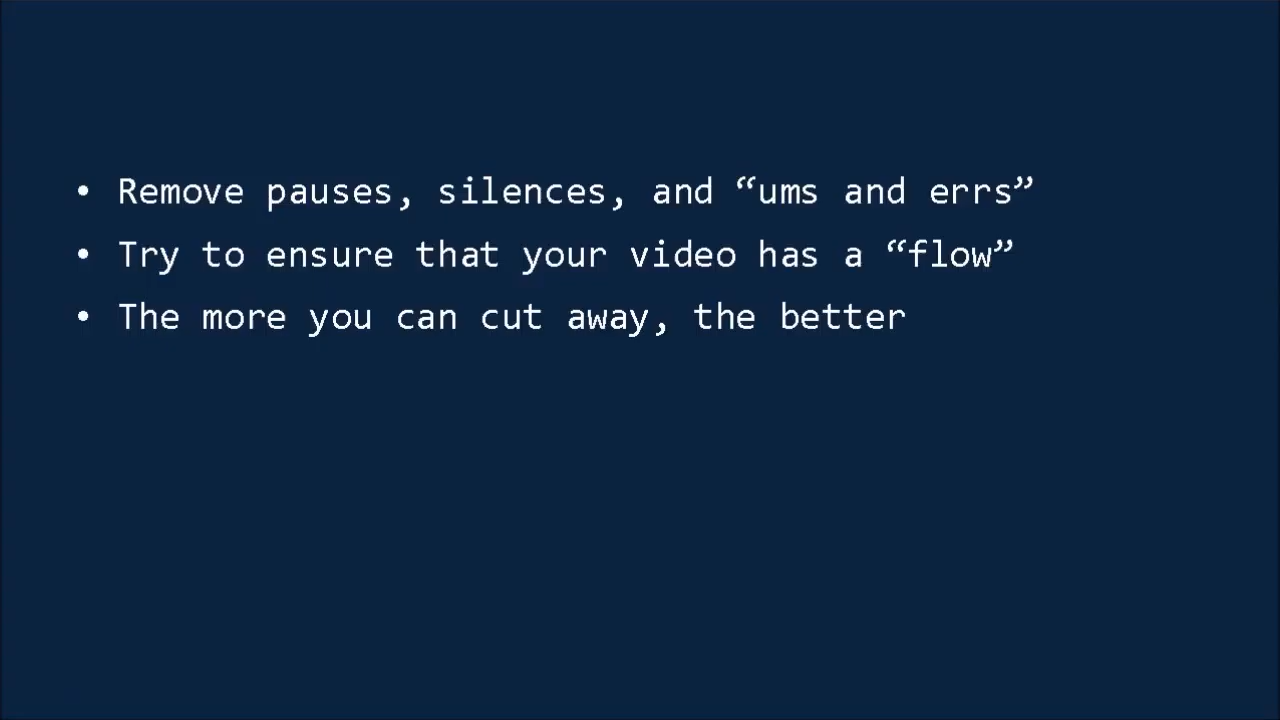 • Remove pauses, silences, and “ums and errs”
• Try to ensure that your video has a “flow”
• The more you can cut away, the better